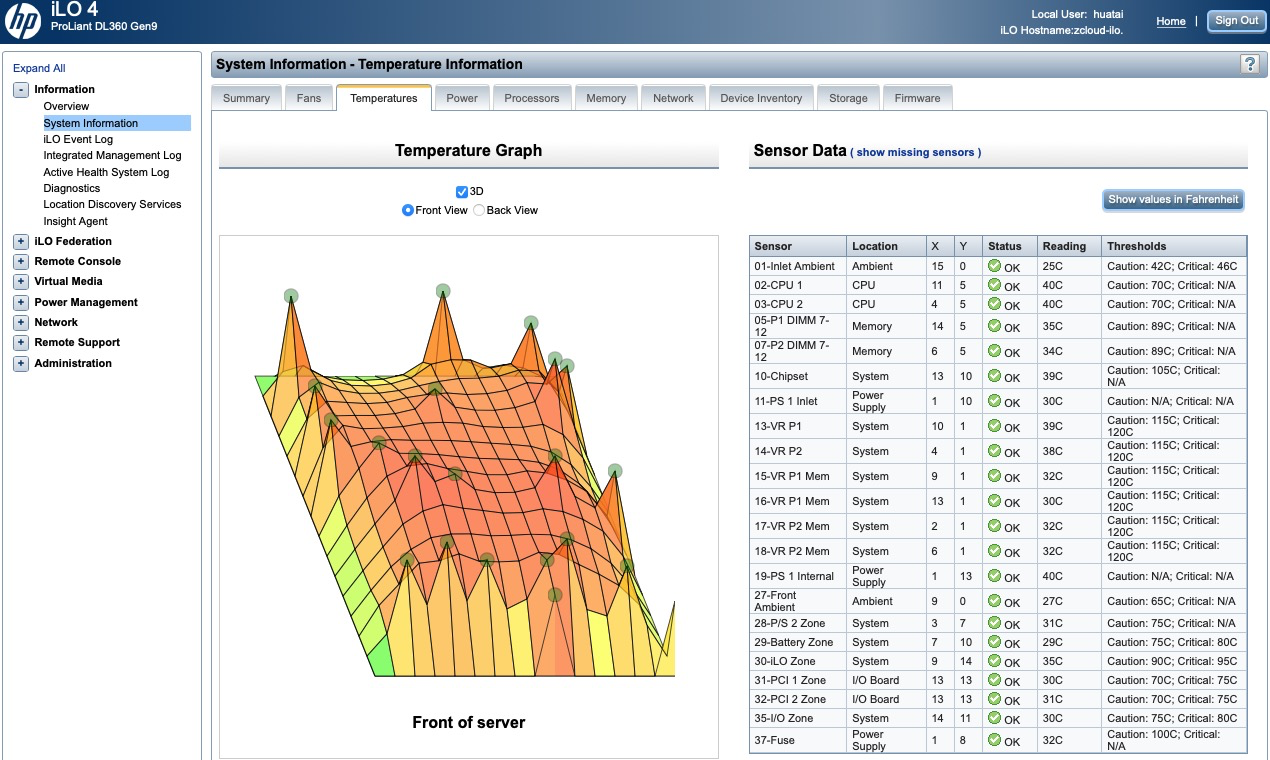 hp
iLO 4
ProLiant DL360 Gen9
Local User: huatai
iLO Hostname:zcloud-ilo.
Home | Sign Out
Expand All
- Information
Overview
System Information
iLO Event Log
Integrated Management Log
Active Health System Log
Diagnostics
Location Discovery Services
Insight Agent
+ iLO Federation
+ Remote Console
+ Virtual Media
+ Power Management
+ Network
+ Remote Support
+ Administration
System Information - Temperature Information
?
Summary Fans Temperatures Power Processors Memory Network Device Inventory Storage Firmware
Temperature Graph
3D
Front View Back View
Front of server
Sensor Data ( show missing sensors )
Show values in Fahrenheit
Sensor Location X Y Status Reading Thresholds
01-Inlet Ambient Ambient 15 0 OK 25C Caution: 42C; Critical: 46C
02-CPU 1 CPU 11 5 OK 40C Caution: 70C; Critical: N/A
03-CPU 2 CPU 4 5 OK 40C Caution: 70C; Critical: N/A
05-P1 DIMM 7-12 Memory 14 5 OK 35C Caution: 89C; Critical: N/A
07-P2 DIMM 7-12 Memory 6 5 OK 34C Caution: 89C; Critical: N/A
10-Chipset System 13 10 OK 39C Caution: 105C; Critical: N/A
11-PS 1 Inlet Power Supply 1 10 OK 30C Caution: N/A; Critical: N/A
13-VR P1 System 10 1 OK 39C Caution: 115C; Critical: 120C
14-VR P2 System 4 1 OK 38C Caution: 115C; Critical: 120C
15-VR P1 Mem System 9 1 OK 32C Caution: 115C; Critical: 120C
16-VR P1 Mem System 13 1 OK 30C Caution: 115C; Critical: 120C
17-VR P2 Mem System 2 1 OK 32C Caution: 115C; Critical: 120C
18-VR P2 Mem System 6 1 OK 32C Caution: 115C; Critical: 120C
19-PS 1 Internal Power Supply 1 13 OK 40C Caution: N/A; Critical: N/A
27-Front Ambient Ambient 9 0 OK 27C Caution: 65C; Critical: N/A
28-P/S 2 Zone System 3 7 OK 31C Caution: 75C; Critical: N/A
29-Battery Zone System 7 10 OK 29C Caution: 75C; Critical: 80C
30-iLO Zone System 9 14 OK 35C Caution: 90C; Critical: 95C
31-PCI 1 Zone I/O Board 13 13 OK 30C Caution: 70C; Critical: 75C
32-PCI 2 Zone I/O Board 13 13 OK 31C Caution: 70C; Critical: 75C
35-I/O Zone System 14 11 OK 30C Caution: 75C; Critical: 80C
37-Fuse Power Supply 1 8 OK 32C Caution: 100C; Critical: N/A